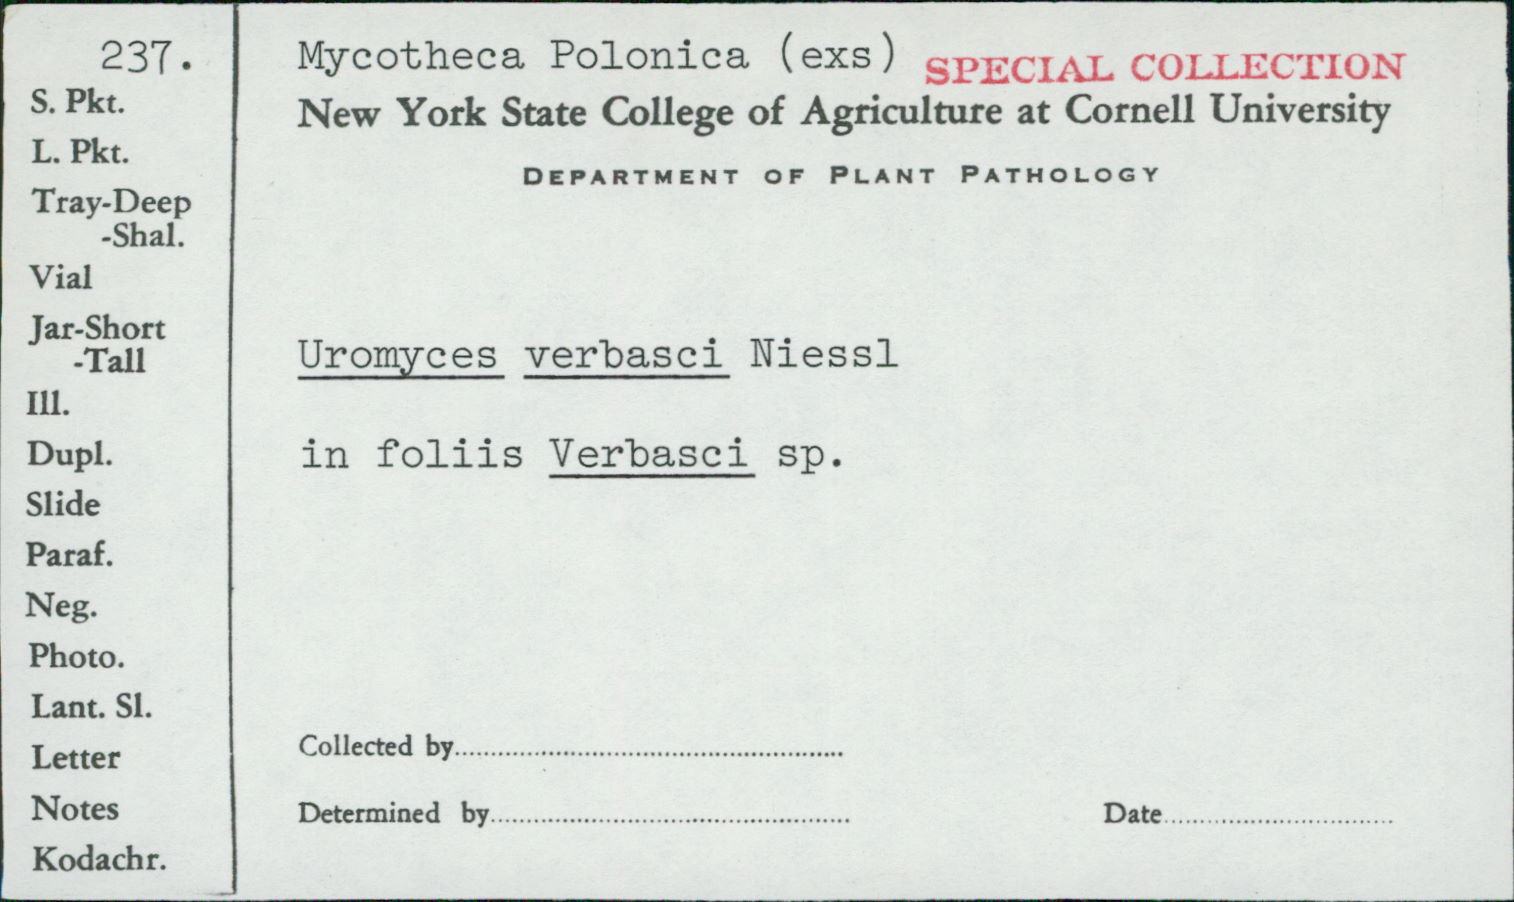 237.
S. Pkt.
L. Pkt.
Tray-Deep
-Shal.
Vial
Jar-Short
-Tall
Ill.
Dupl.
Slide
Paraf.
Neg.
Photo.
Lant. Sl.
Letter
Notes
Kodachr.
Mycotheca Polonica (exs) SPECIAL COLLECTION
New York State College of Agriculture at Cornell University
DEPARTMENT OF PLANT PATHOLOGY
Uromyces verbasci Niessl
in foliis Verbasci sp.
Collected by
Determined by
Date